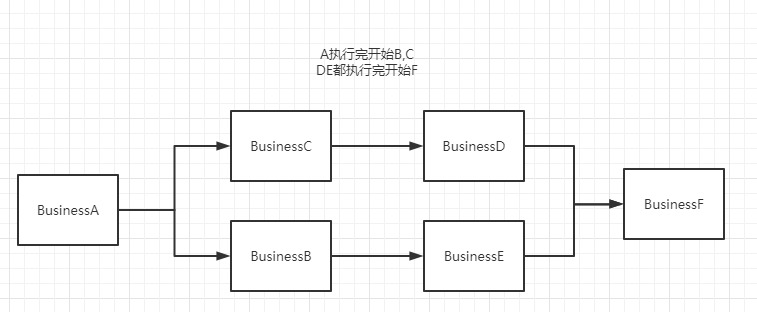 A执行完开始B,C
DE都执行完开始F
BusinessC
BusinessD
BusinessA
BusinessF
BusinessB
BusinessE